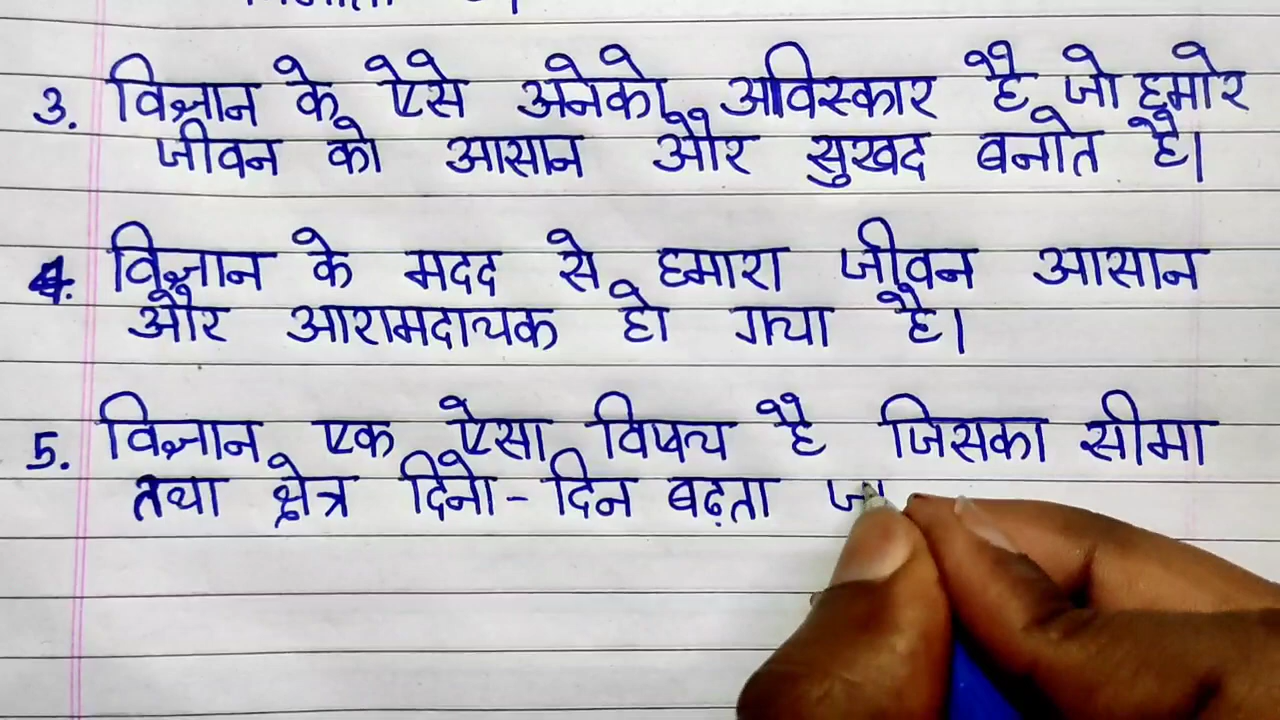 3. विज्ञान के ऐसे अनेको अविस्कार है जो हमारे
जीवन को आसान और सुखद बनाते है।
4. विज्ञान के मदद से हमारा जीवन आसान
और आरामदायक हो गया है।
5. विज्ञान एक ऐसा विषय है जिसका सीमा
तथा क्षेत्र दिनो-दिन बढ़ता